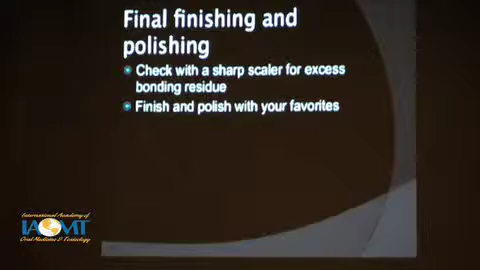 Final finishing and
polishing
Check with a sharp scaler for excess
bonding residue
Finish and polish with your favorites
International Academy of
IAOMT
Oral Medicine & Toxicology